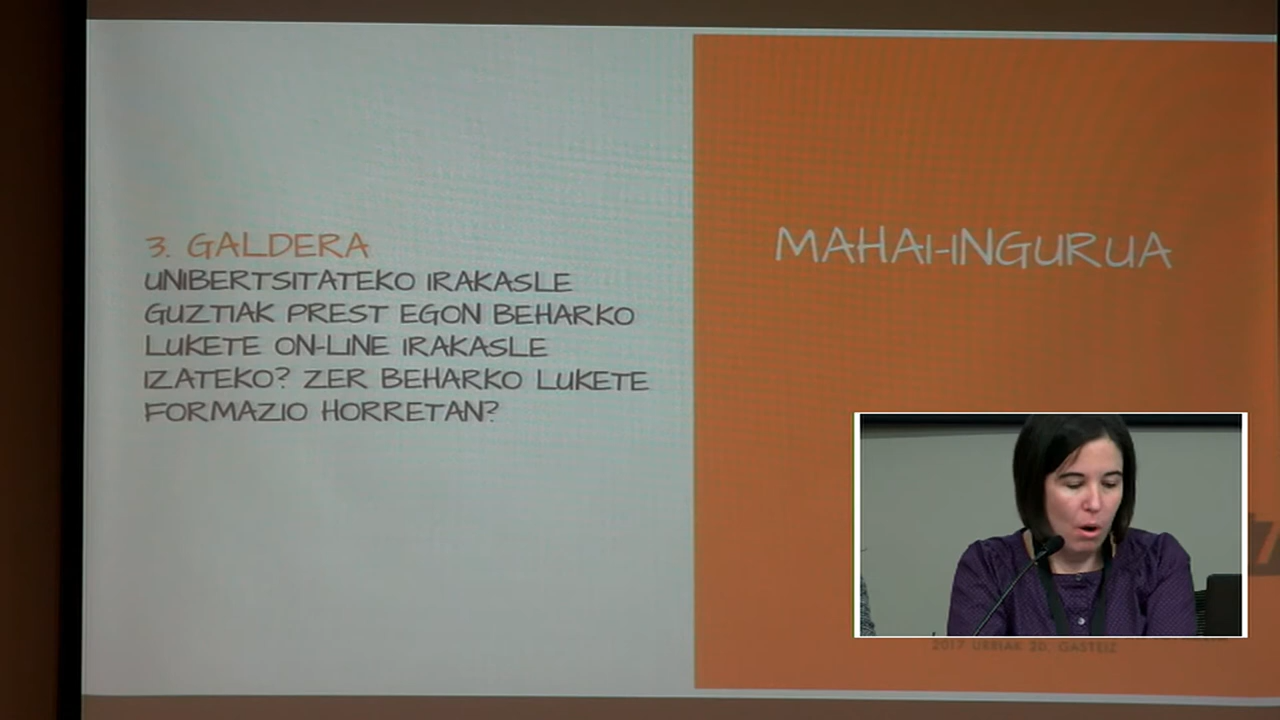 3. GALDERA
UNIBERTSITATEKO IRAKASLE
GUZTIAK PREST EGON BEHARKO
LUKETE ON-LINE IRAKASLE
IZATEKO? ZER BEHARKO LUKETE
FORMAZIO HORRETAN?
MAHAI-INGURUA
2017 URRIAK 20, GASTEIZ